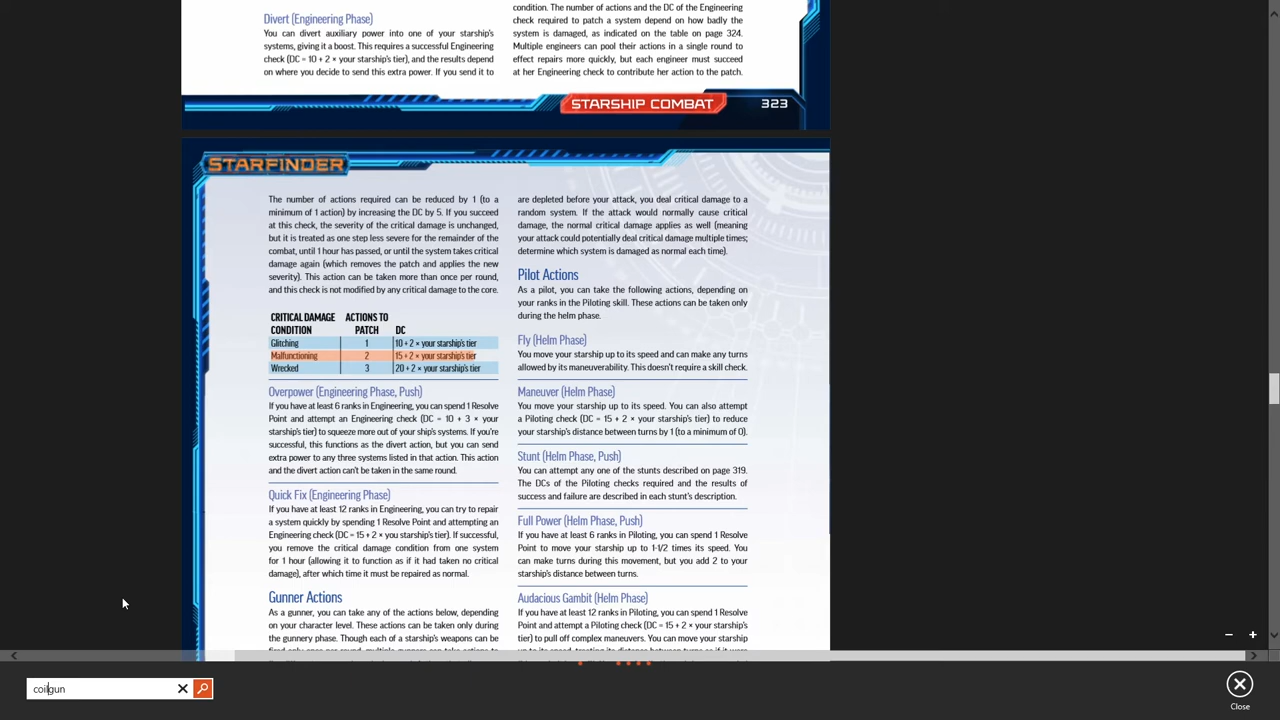 Divert (Engineering Phase)
You can divert auxiliary power into one of your starship's
systems, giving it a boost. This requires a successful Engineering
check (DC = 10 + 2 × your starship's tier), and the results depend
on where you decide to send this extra power. If you send it to
condition. The number of actions and the DC of the Engineering
check required to patch a system depend on how badly the
system is damaged, as indicated on the table on page 324.
Multiple engineers can pool their actions in a single round to
effect repairs more quickly, but each engineer must succeed
at her Engineering check to contribute her action to the patch.
STARSHIP COMBAT
323
STARFINDER
The number of actions required can be reduced by 1 (to a
minimum of 1 action) by increasing the DC by 5. If you succeed
at this check, the severity of the critical damage is unchanged,
but it is treated as one step less severe for the remainder of the
combat, until 1 hour has passed, or until the system takes critical
damage again (which removes the patch and applies the new
severity). This action can be taken more than once per round,
and this check is not modified by any critical damage to the core.
CRITICAL DAMAGE ACTIONS TO
CONDITION PATCH DC
Glitching 1 10 + 2 × your starship's tier
Malfunctioning 2 15 + 2 × your starship's tier
Wrecked 3 20 + 2 × your starship's tier
Overpower (Engineering Phase, Push)
If you have at least 6 ranks in Engineering, you can spend 1 Resolve
Point and attempt an Engineering check (DC = 10 + 3 × your
starship's tier) to squeeze more out of your ship's systems. If you're
successful, this functions as the divert action, but you can send
extra power to any three systems listed in that action. This action
and the divert action can't be taken in the same round.
Quick Fix (Engineering Phase)
If you have at least 12 ranks in Engineering, you can try to repair
a system quickly by spending 1 Resolve Point and attempting an
Engineering check (DC = 15 + 2 × you starship's tier). If successful,
you remove the critical damage condition from one system
for 1 hour (allowing it to function as if it had taken no critical
damage), after which time it must be repaired as normal.
Gunner Actions
As a gunner, you can take any of the actions below, depending
on your character level. These actions can be taken only during
the gunnery phase. Though each of a starship's weapons can be
are depleted before your attack, you deal critical damage to a
random system. If the attack would normally cause critical
damage, the normal critical damage applies as well (meaning
your attack could potentially deal critical damage multiple times;
determine which system is damaged as normal each time).
Pilot Actions
As a pilot, you can take the following actions, depending on
your ranks in the Piloting skill. These actions can be taken only
during the helm phase.
Fly (Helm Phase)
You move your starship up to its speed and can make any turns
allowed by its maneuverability. This doesn't require a skill check.
Maneuver (Helm Phase)
You move your starship up to its speed. You can also attempt
a Piloting check (DC = 15 + 2 × your starship's tier) to reduce
your starship's distance between turns by 1 (to a minimum of 0).
Stunt (Helm Phase, Push)
You can attempt any one of the stunts described on page 319.
The DCs of the Piloting checks required and the results of
success and failure are described in each stunt's description.
Full Power (Helm Phase, Push)
If you have at least 6 ranks in Piloting, you can spend 1 Resolve
Point to move your starship up to 1-1/2 times its speed. You
can make turns during this movement, but you add 2 to your
starship's distance between turns.
Audacious Gambit (Helm Phase)
If you have at least 12 ranks in Piloting, you can spend 1 Resolve
Point and attempt a Piloting check (DC = 15 + 2 × your starship's
tier) to pull off complex maneuvers. You can move your starship
coilgun
Close